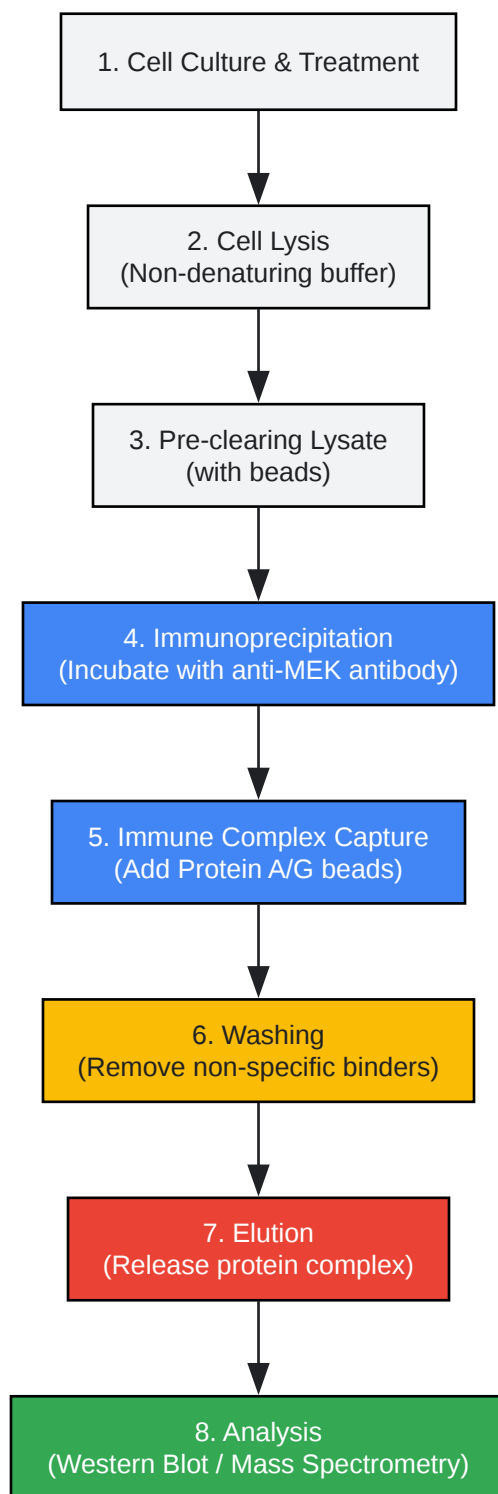 1. Cell Culture & Treatment
2. Cell Lysis
(Non-denaturing buffer)
3. Pre-clearing Lysate
(with beads)
4. Immunoprecipitation
(Incubate with anti-MEK antibody)
5. Immune Complex Capture
(Add Protein A/G beads)
6. Washing
(Remove non-specific binders)
7. Elution
(Release protein complex)
8. Analysis
(Western Blot / Mass Spectrometry)